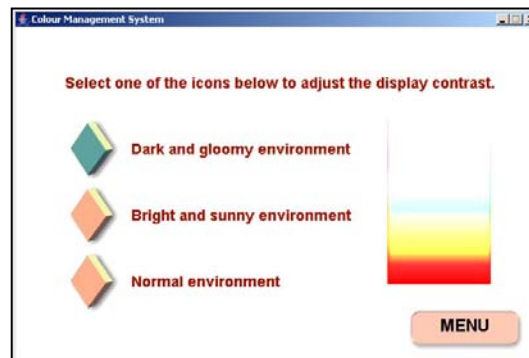 Colour Management System
Select one of the icons below to adjust the display contrast.
Dark and gloomy environment
Bright and sunny environment
Normal environment
MENU